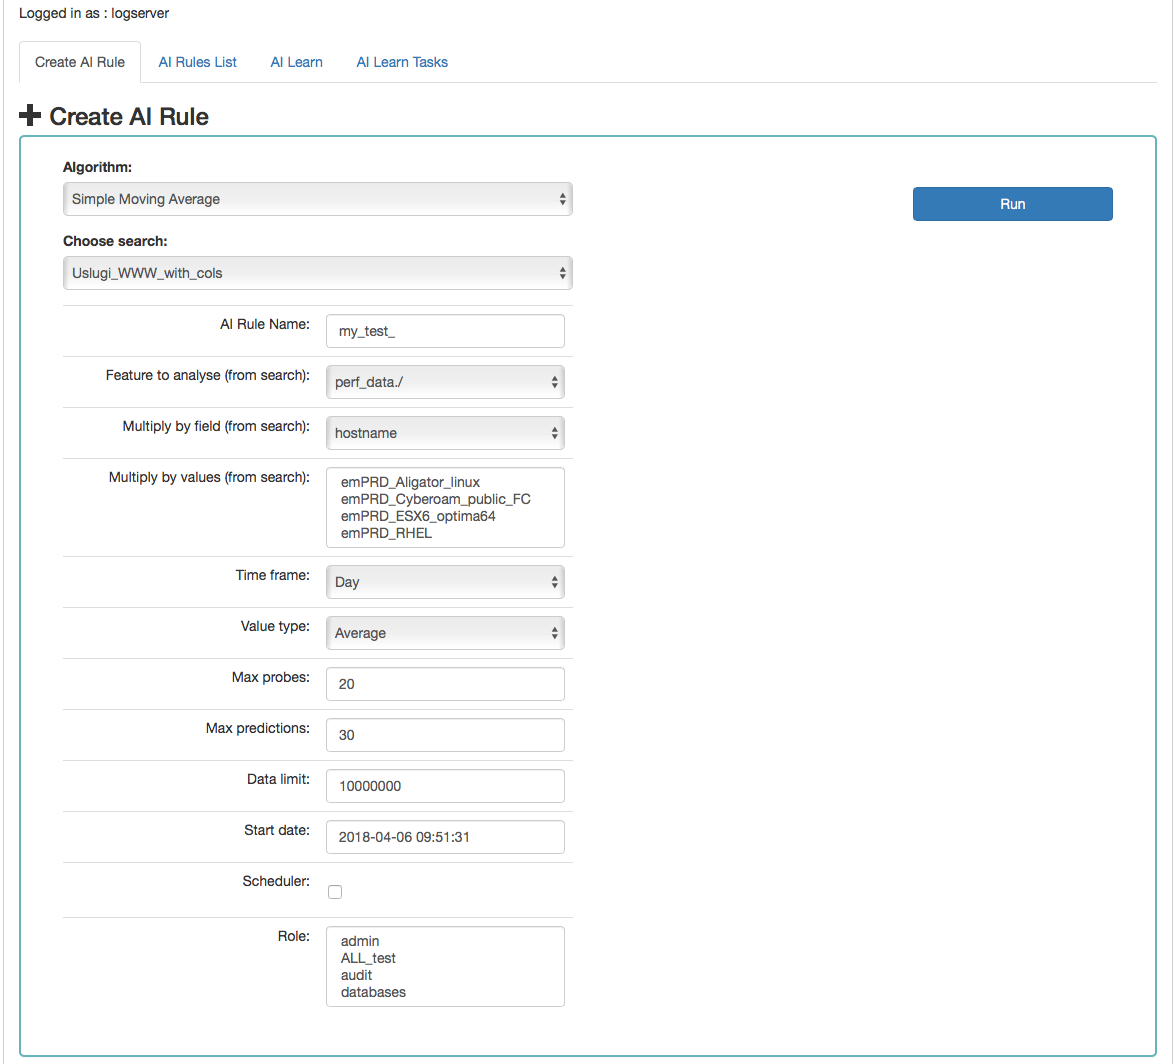 Logged in as : logserver
Create AI Rule AI Rules List AI Learn AI Learn Tasks
Create AI Rule
Algorithm:
Simple Moving Average
Run
Choose search:
Uslugi_WWW_with_cols
AI Rule Name: my_test_
Feature to analyse (from search): perf_data./
Multiply by field (from search): hostname
Multiply by values (from search): emPRD_Aligator_linux
emPRD_Cyberoam_public_FC
emPRD_ESX6_optima64
emPRD_RHEL
Time frame: Day
Value type: Average
Max probes: 20
Max predictions: 30
Data limit: 10000000
Start date: 2018-04-06 09:51:31
Scheduler:
Role: admin
ALL_test
audit
databases